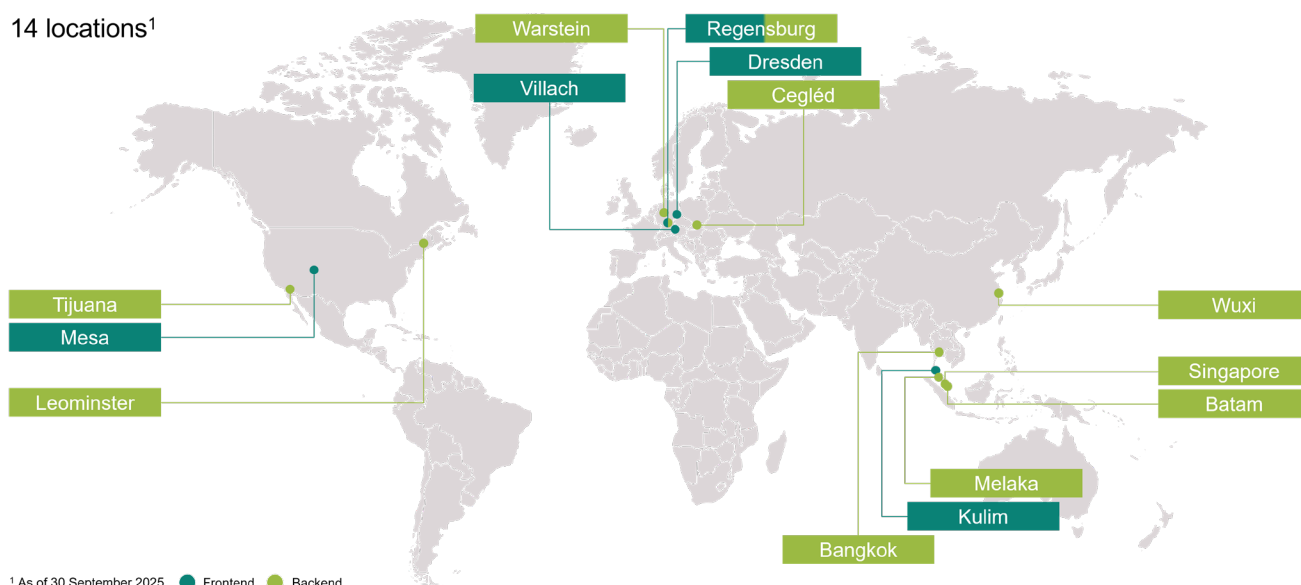 14 locations¹
Warstein
Regensburg
Dresden
Villach
Cegléd
Tijuana
Mesa
Leominster
Wuxi
Singapore
Batam
Melaka
Kulim
Bangkok
¹ As of 30 September 2025 Frontend Backend